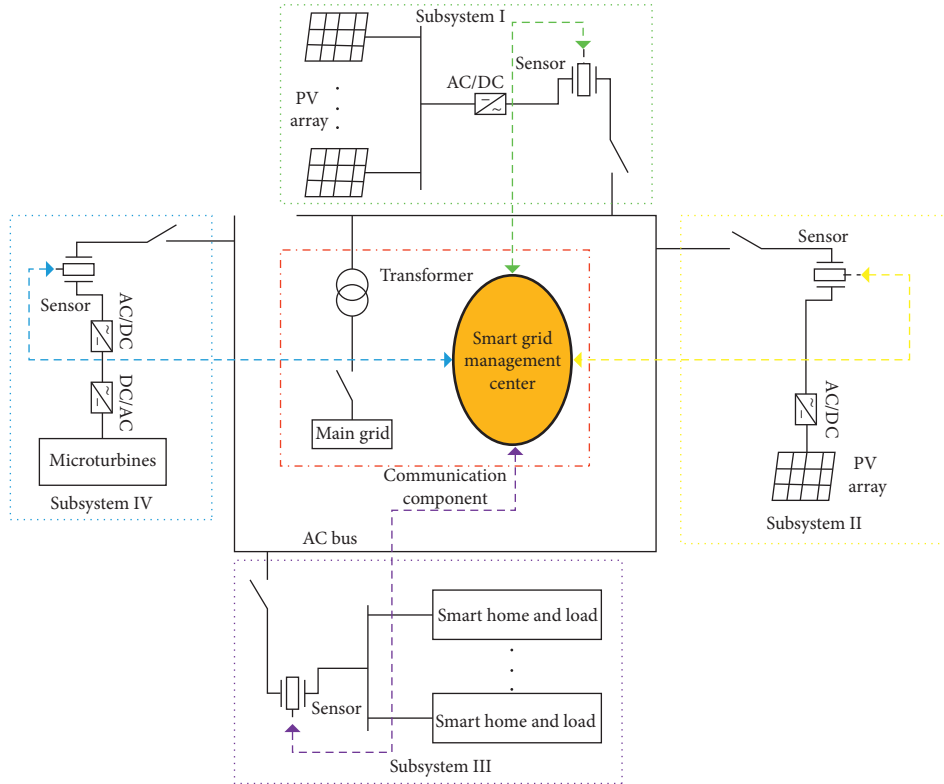 Subsystem I
Sensor
AC/DC
PV
array
Transformer
Smart grid
management
center
Main grid
Communication
component
AC bus
Sensor
AC/DC
DC/AC
Microturbines
Subsystem IV
Sensor
AC/DC
PV
array
Subsystem II
Smart home and load
Sensor
Smart home and load
Subsystem III